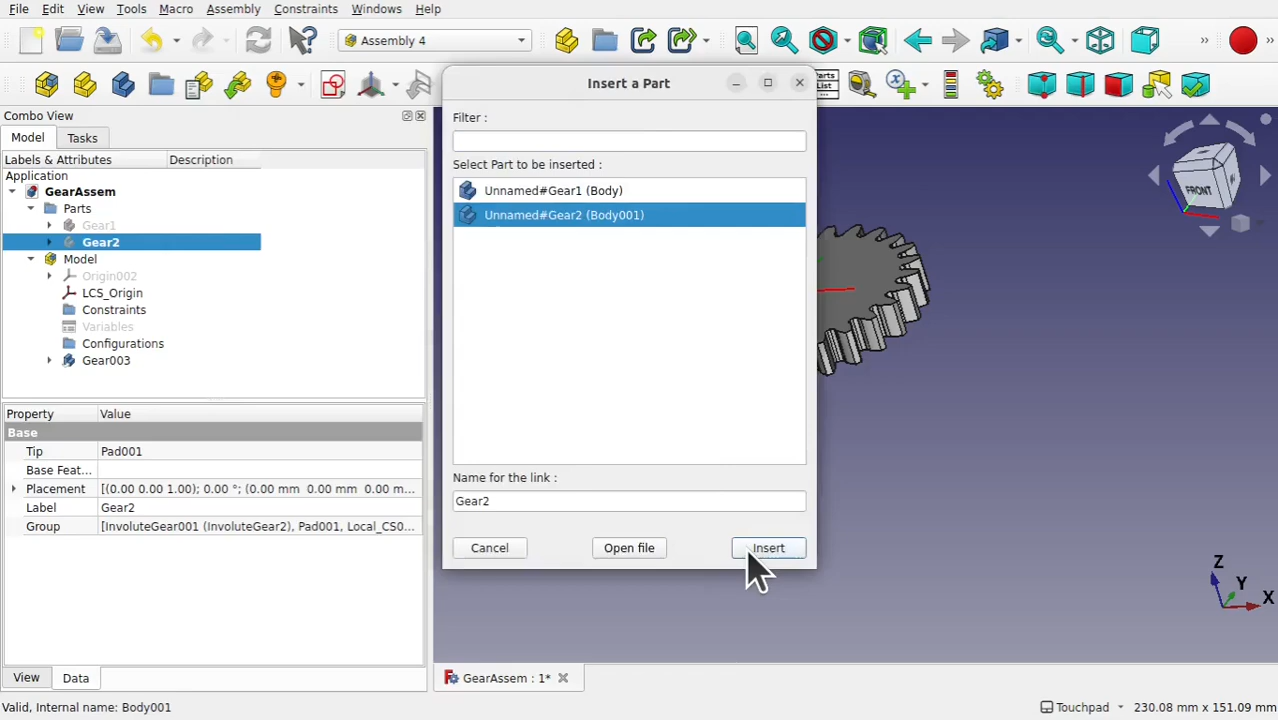 File Edit View Tools Macro Assembly Constraints Windows Help
Assembly 4
Parts List
Combo View
Model Tasks
Labels & Attributes Description
Application
GearAssem
Parts
Gear1
Gear2
Model
Origin002
LCS_Origin
Constraints
Variables
Configurations
Gear003
Property Value
Base
Tip Pad001
Base Feat...
Placement [(0.00 0.00 1.00); 0.00 °; (0.00 mm 0.00 mm 0.00 m...
Label Gear2
Group [InvoluteGear001 (InvoluteGear2), Pad001, Local_CS0...
View Data
Valid, Internal name: Body001
Insert a Part
Filter :
Select Part to be inserted :
Unnamed#Gear1 (Body)
Unnamed#Gear2 (Body001)
Name for the link :
Gear2
Cancel Open file Insert
FRONT
Z
Y
X
GearAssem : 1*
Touchpad 230.08 mm x 151.09 mm